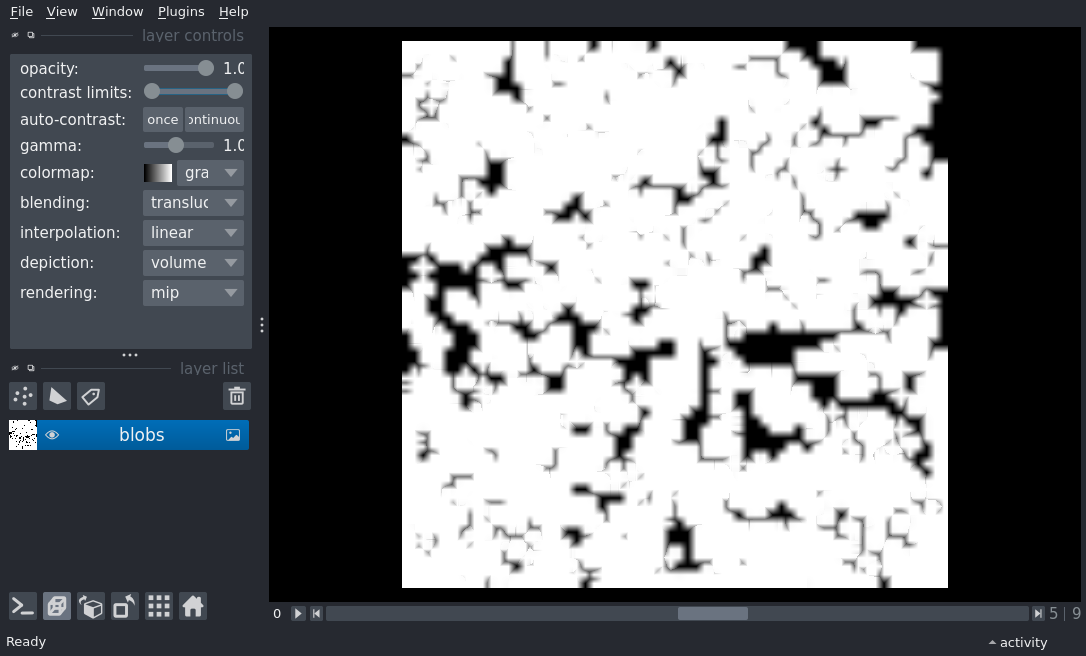 File View Window Plugins Help
layer controls
opacity: 1.0
contrast limits:
auto-contrast: once ontinuou
gamma: 1.0
colormap: gra
blending: transluc
interpolation: linear
depiction: volume
rendering: mip
layer list
blobs
0 5 | 9
Ready activity